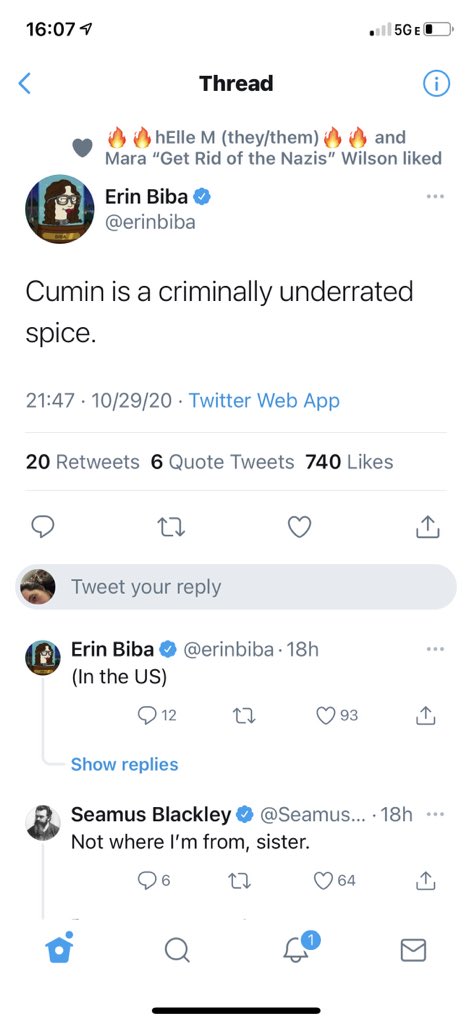 16:07
5GE
Thread
🔥🔥hElle M (they/them)🔥🔥 and
Mara “Get Rid of the Nazis” Wilson liked
Erin Biba
@erinbiba
Cumin is a criminally underrated
spice.
21:47 · 10/29/20 · Twitter Web App
20 Retweets 6 Quote Tweets 740 Likes
Tweet your reply
Erin Biba @erinbiba · 18h
(In the US)
12 93
Show replies
Seamus Blackley @Seamus... · 18h
Not where I’m from, sister.
6 64
1